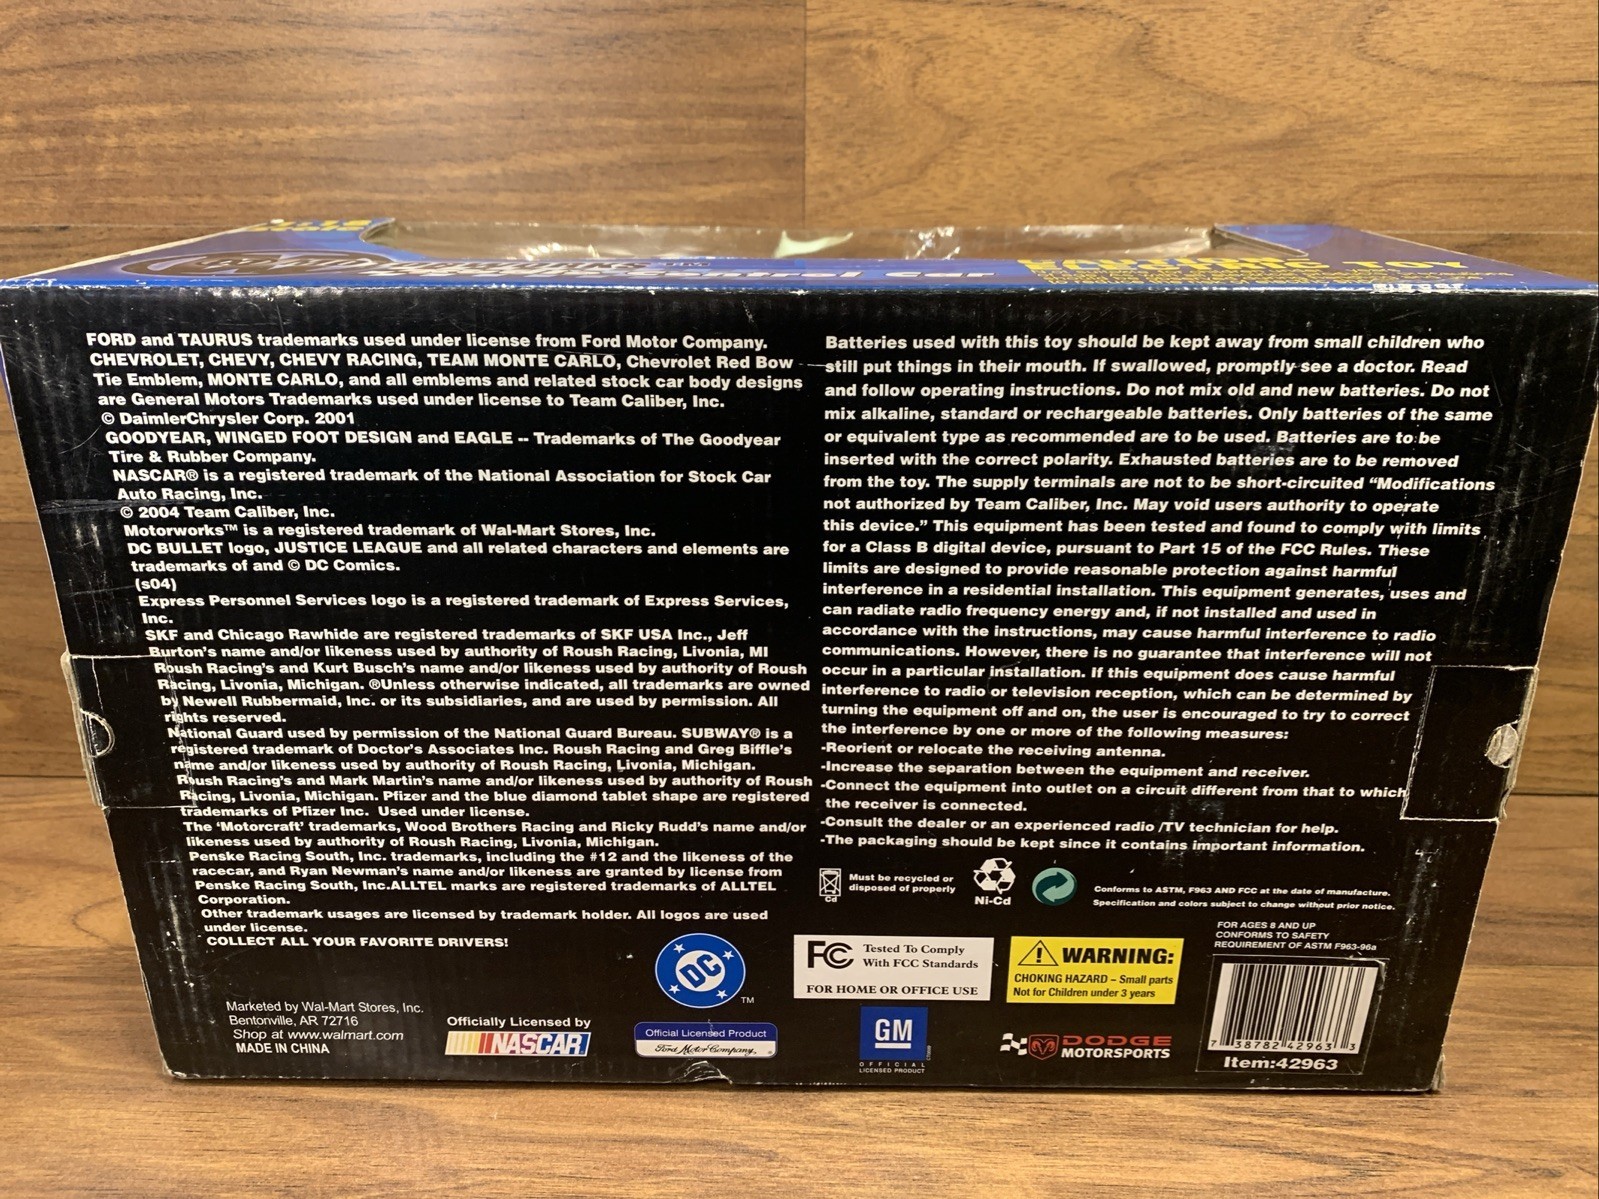 Control Car
ELECTRIC TOY
FORD and TAURUS trademarks used under license from Ford Motor Company.
CHEVROLET, CHEVY, CHEVY RACING, TEAM MONTE CARLO, Chevrolet Red Bow
Tie Emblem, MONTE CARLO, and all emblems and related stock car body designs
are General Motors Trademarks used under license to Team Caliber, Inc.
© DaimlerChrysler Corp. 2001
GOODYEAR, WINGED FOOT DESIGN and EAGLE -- Trademarks of The Goodyear
Tire & Rubber Company.
NASCAR® is a registered trademark of the National Association for Stock Car
Auto Racing, Inc.
© 2004 Team Caliber, Inc.
Motorworks™ is a registered trademark of Wal-Mart Stores, Inc.
DC BULLET logo, JUSTICE LEAGUE and all related characters and elements are
trademarks of and © DC Comics.
(s04)
Express Personnel Services logo is a registered trademark of Express Services,
Inc.
SKF and Chicago Rawhide are registered trademarks of SKF USA Inc., Jeff
Burton's name and/or likeness used by authority of Roush Racing, Livonia, MI
Roush Racing's and Kurt Busch's name and/or likeness used by authority of Roush
Racing, Livonia, Michigan. ®Unless otherwise indicated, all trademarks are owned
by Newell Rubbermaid, Inc. or its subsidiaries, and are used by permission. All
rights reserved.
National Guard used by permission of the National Guard Bureau. SUBWAY® is a
registered trademark of Doctor's Associates Inc. Roush Racing and Greg Biffle's
name and/or likeness used by authority of Roush Racing, Livonia, Michigan.
Roush Racing's and Mark Martin's name and/or likeness used by authority of Roush
Racing, Livonia, Michigan. Pfizer and the blue diamond tablet shape are registered
trademarks of Pfizer Inc. Used under license.
The 'Motorcraft' trademarks, Wood Brothers Racing and Ricky Rudd's name and/or
likeness used by authority of Roush Racing, Livonia, Michigan.
Penske Racing South, Inc. trademarks, including the #12 and the likeness of the
racecar, and Ryan Newman's name and/or likeness are granted by license from
Penske Racing South, Inc.ALLTEL marks are registered trademarks of ALLTEL
Corporation.
Other trademark usages are licensed by trademark holder. All logos are used
under license.
COLLECT ALL YOUR FAVORITE DRIVERS!
Batteries used with this toy should be kept away from small children who
still put things in their mouth. If swallowed, promptly see a doctor. Read
and follow operating instructions. Do not mix old and new batteries. Do not
mix alkaline, standard or rechargeable batteries. Only batteries of the same
or equivalent type as recommended are to be used. Batteries are to be
inserted with the correct polarity. Exhausted batteries are to be removed
from the toy. The supply terminals are not to be short-circuited "Modifications
not authorized by Team Caliber, Inc. May void users authority to operate
this device." This equipment has been tested and found to comply with limits
for a Class B digital device, pursuant to Part 15 of the FCC Rules. These
limits are designed to provide reasonable protection against harmful
interference in a residential installation. This equipment generates, uses and
can radiate radio frequency energy and, if not installed and used in
accordance with the instructions, may cause harmful interference to radio
communications. However, there is no guarantee that interference will not
occur in a particular installation. If this equipment does cause harmful
interference to radio or television reception, which can be determined by
turning the equipment off and on, the user is encouraged to try to correct
the interference by one or more of the following measures:
-Reorient or relocate the receiving antenna.
-Increase the separation between the equipment and receiver.
-Connect the equipment into outlet on a circuit different from that to which
the receiver is connected.
-Consult the dealer or an experienced radio /TV technician for help.
-The packaging should be kept since it contains important information.
Cd
Must be recycled or
disposed of properly
Ni-Cd
Conforms to ASTM, F963 AND FCC at the date of manufacture.
Specification and colors subject to change without prior notice.
FOR AGES 8 AND UP
CONFORMS TO SAFETY
REQUIREMENT OF ASTM F963-96a
DC
TM
FC
Tested To Comply
With FCC Standards
FOR HOME OR OFFICE USE
WARNING:
CHOKING HAZARD – Small parts
Not for Children under 3 years
Marketed by Wal-Mart Stores, Inc.
Bentonville, AR 72716
Shop at www.walmart.com
MADE IN CHINA
Officially Licensed by
NASCAR
Official Licensed Product
Ford Motor Company,
GM
OFFICIAL
LICENSED PRODUCT
DODGE
MOTORSPORTS
7 38782 42963 3
Item:42963